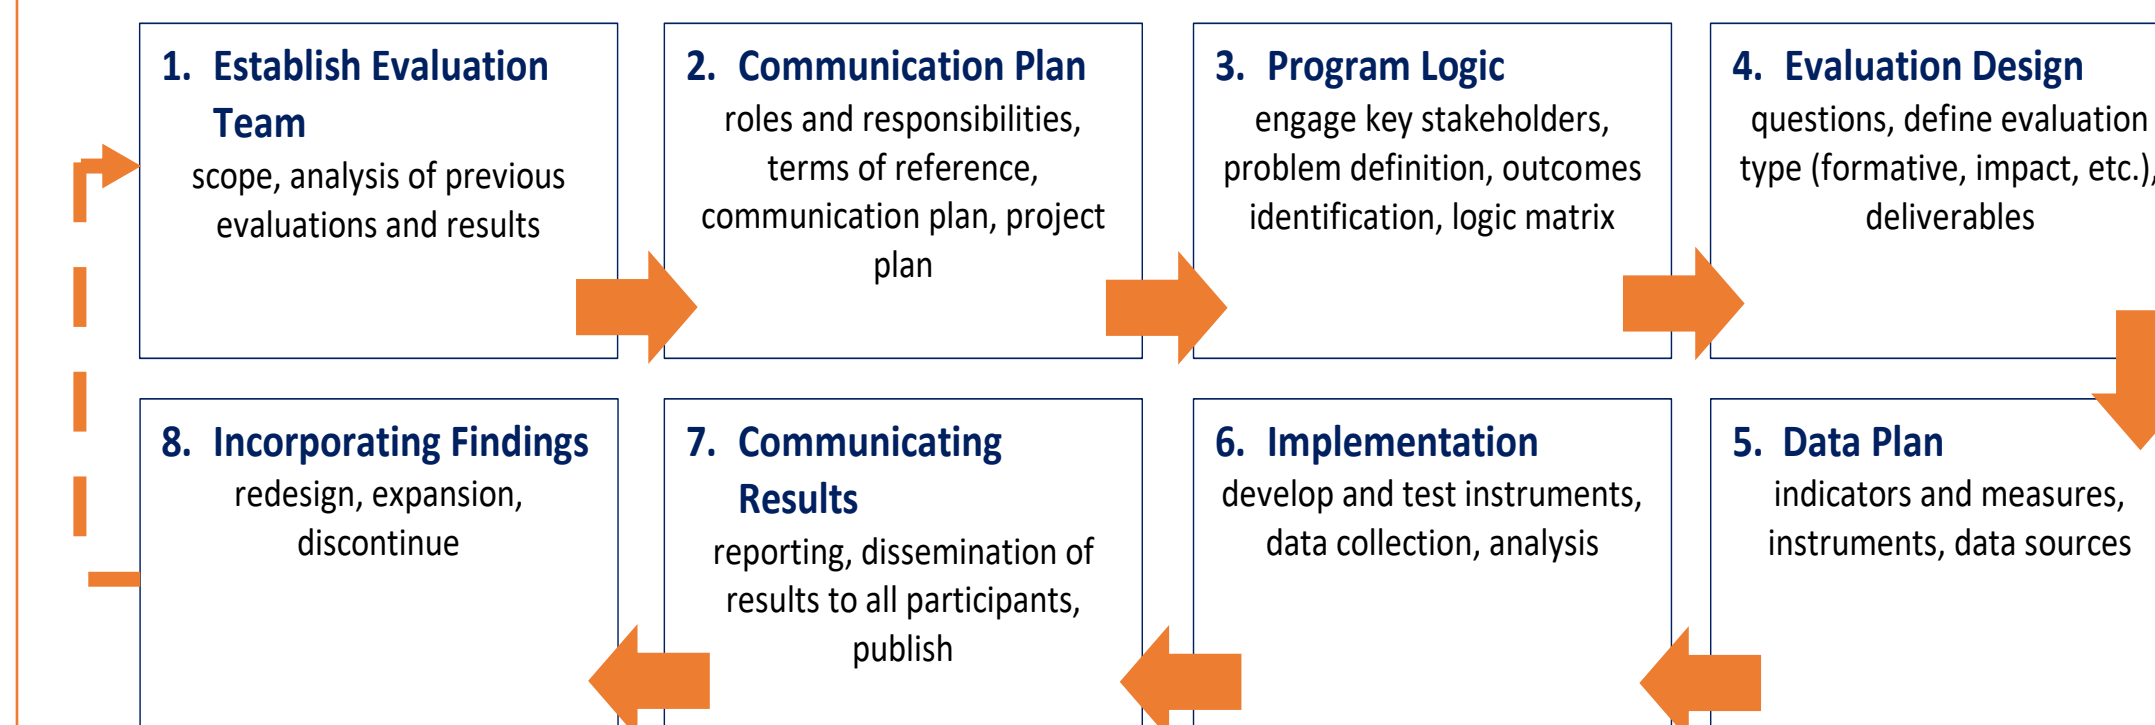 1. Establish Evaluation
Team
scope, analysis of previous
evaluations and results
2. Communication Plan
roles and responsibilities,
terms of reference,
communication plan, project
plan
3. Program Logic
engage key stakeholders,
problem definition, outcomes
identification, logic matrix
4. Evaluation Design
questions, define evaluation
type (formative, impact, etc.),
deliverables
8. Incorporating Findings
redesign, expansion,
discontinue
7. Communicating
Results
reporting, dissemination of
results to all participants,
publish
6. Implementation
develop and test instruments,
data collection, analysis
5. Data Plan
indicators and measures,
instruments, data sources